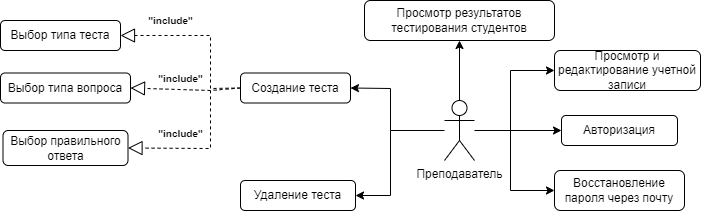 Просмотр результатов
тестирования студентов
"include"
Выбор типа теста
"include"
Выбор типа вопроса
Создание теста
Просмотр и
редактирование учетной
записи
"include"
Выбор правильного
ответа
Авторизация
Преподаватель
Удаление теста
Восстановление
пароля через почту